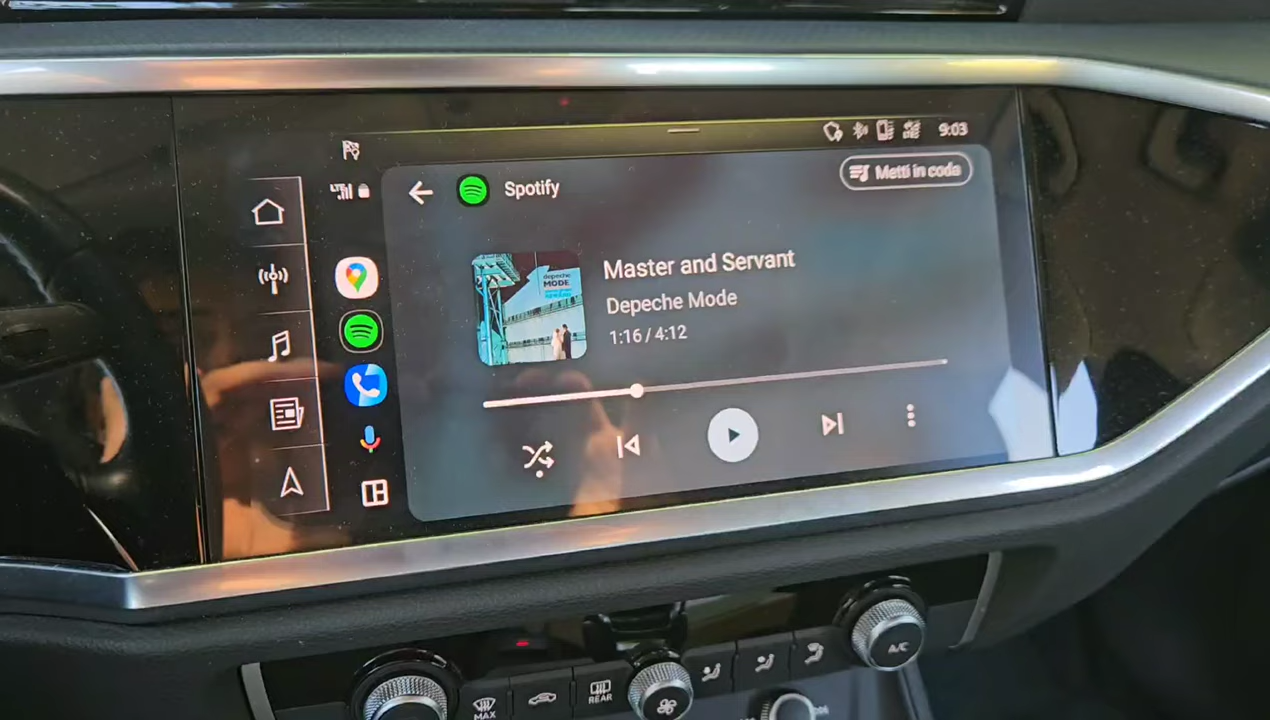 9:03
LTE
Spotify
Metti in coda
Master and Servant
depeche
MODE
Depeche Mode
1:16 / 4:12
A/C
REAR
MAX